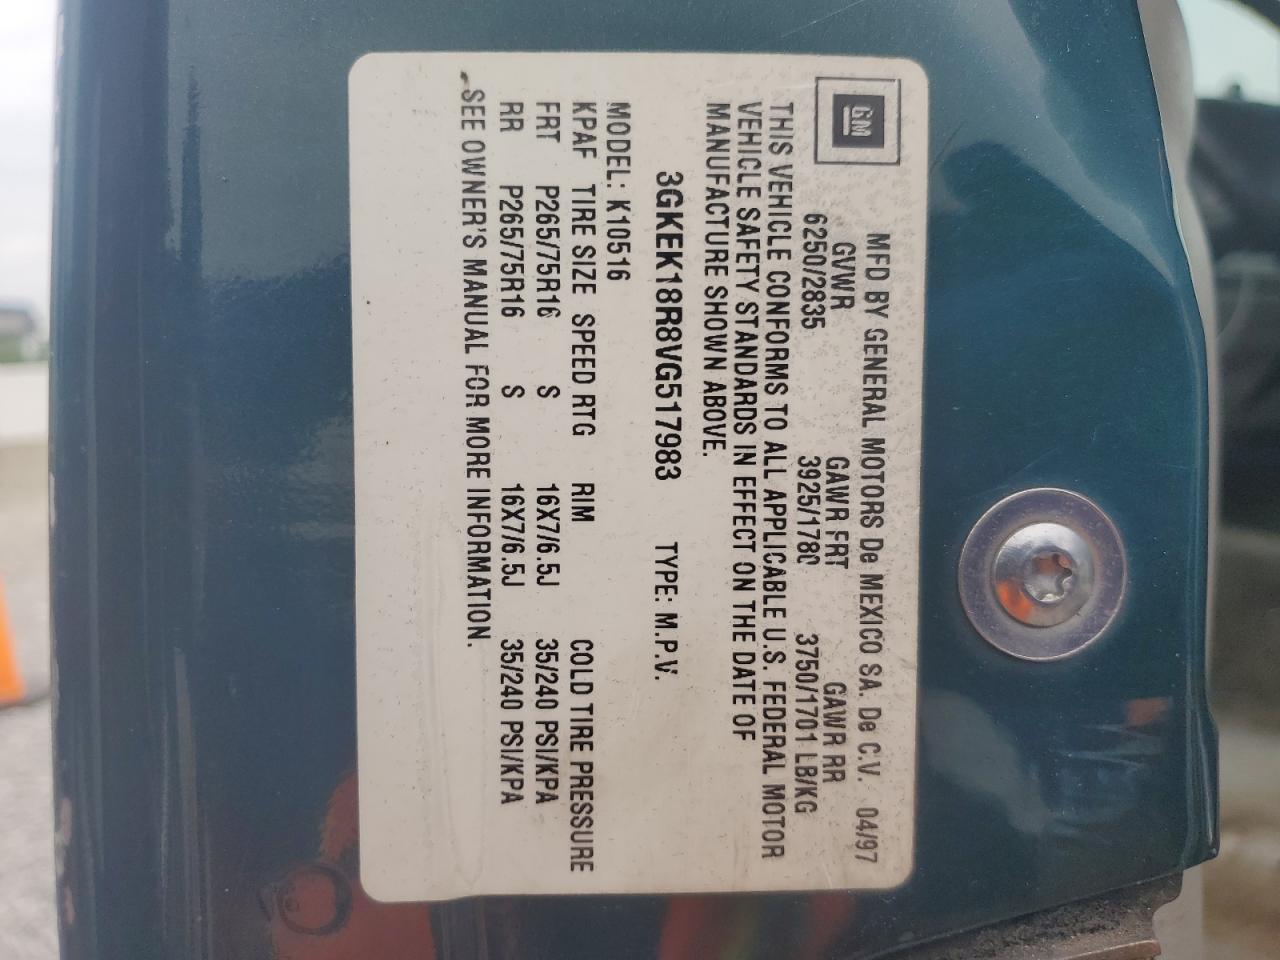 GM
MFD BY GENERAL MOTORS De MEXICO SA. De C.V. 04/97
GVWR GAWR FRT GAWR RR
6250/2835 3925/1780 3750/1701 LB/KG
THIS VEHICLE CONFORMS TO ALL APPLICABLE U.S. FEDERAL MOTOR
VEHICLE SAFETY STANDARDS IN EFFECT ON THE DATE OF
MANUFACTURE SHOWN ABOVE.
3GKEK18R8VG517983 TYPE: M.P.V.
MODEL: K10516
KPAF TIRE SIZE SPEED RTG RIM COLD TIRE PRESSURE
FRT P265/75R16 S 16X7/6.5J 35/240 PSI/KPA
RR P265/75R16 S 16X7/6.5J 35/240 PSI/KPA
SEE OWNER'S MANUAL FOR MORE INFORMATION.